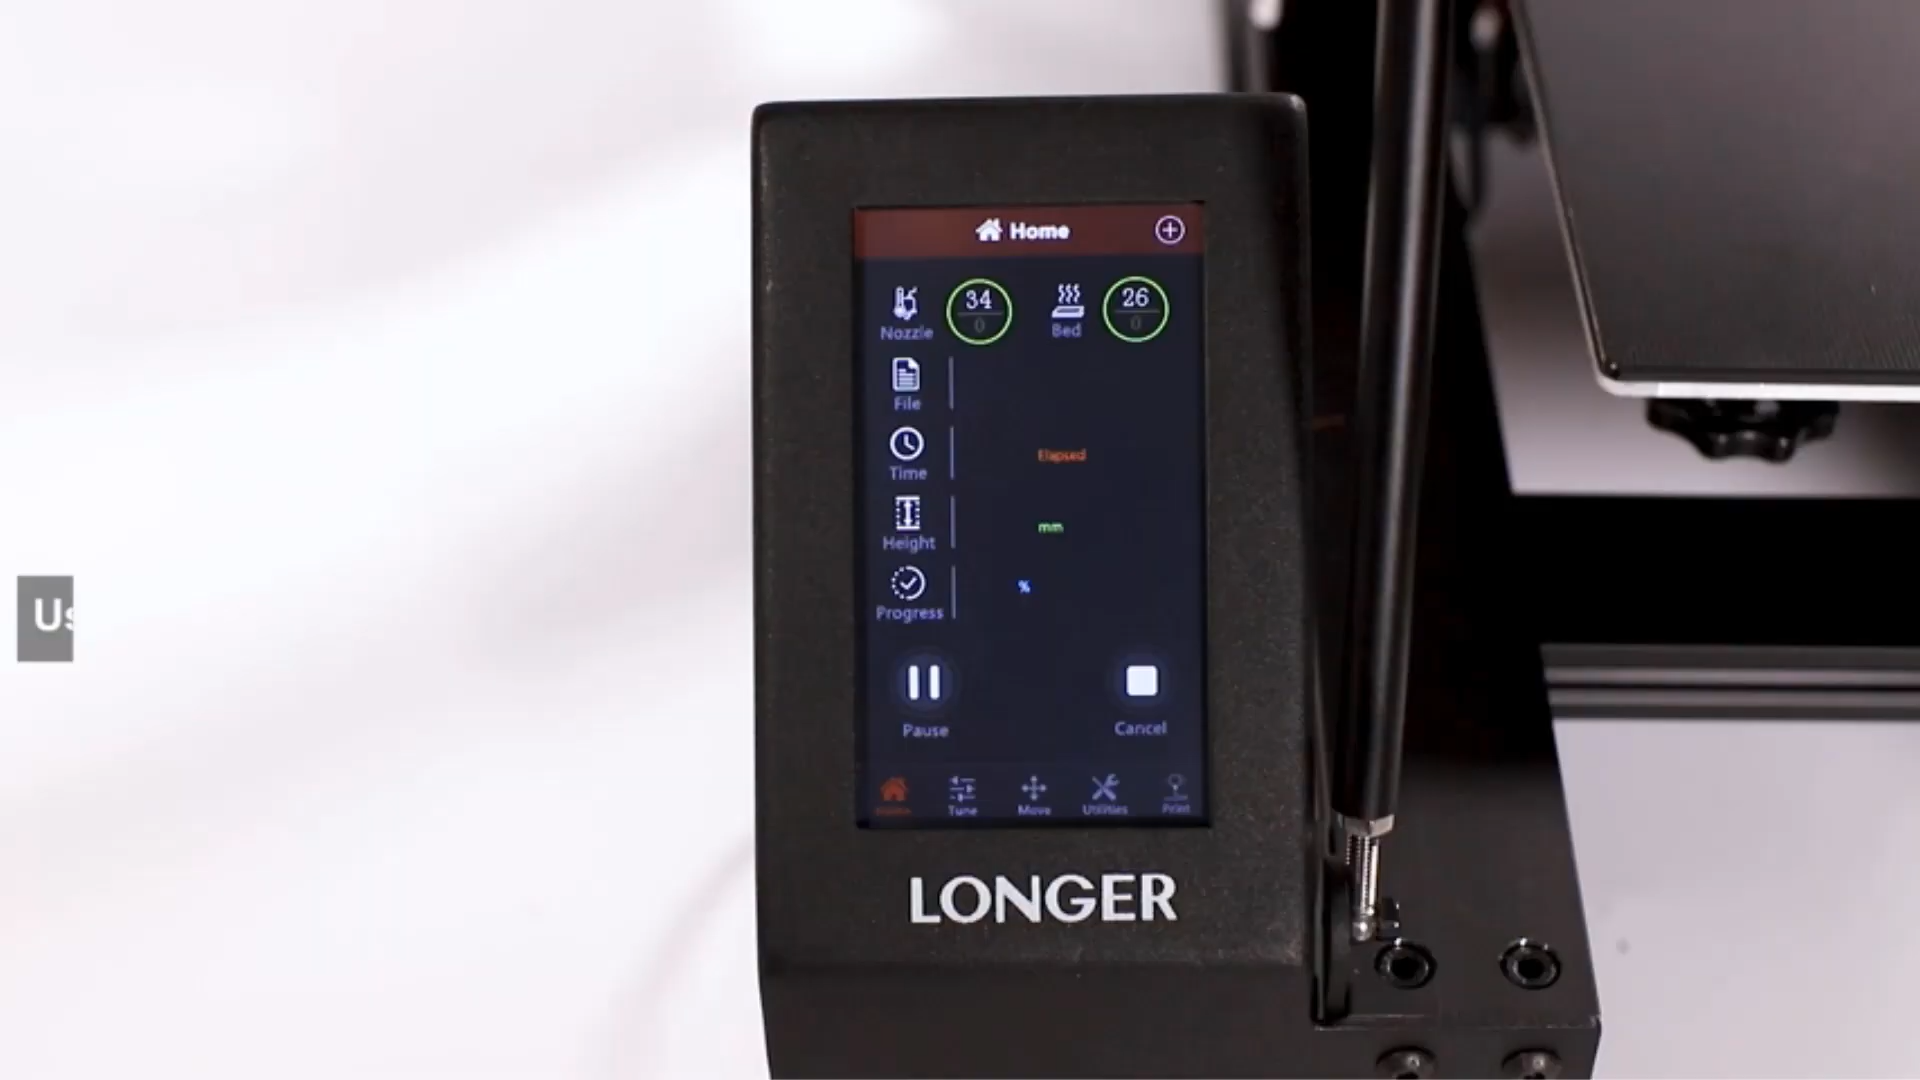 Home
34
0
Nozzle
26
0
Bed
File
Time
Elapsed
Height
mm
Progress
%
Pause
Cancel
Tune
Move
Utilities
Print
LONGER